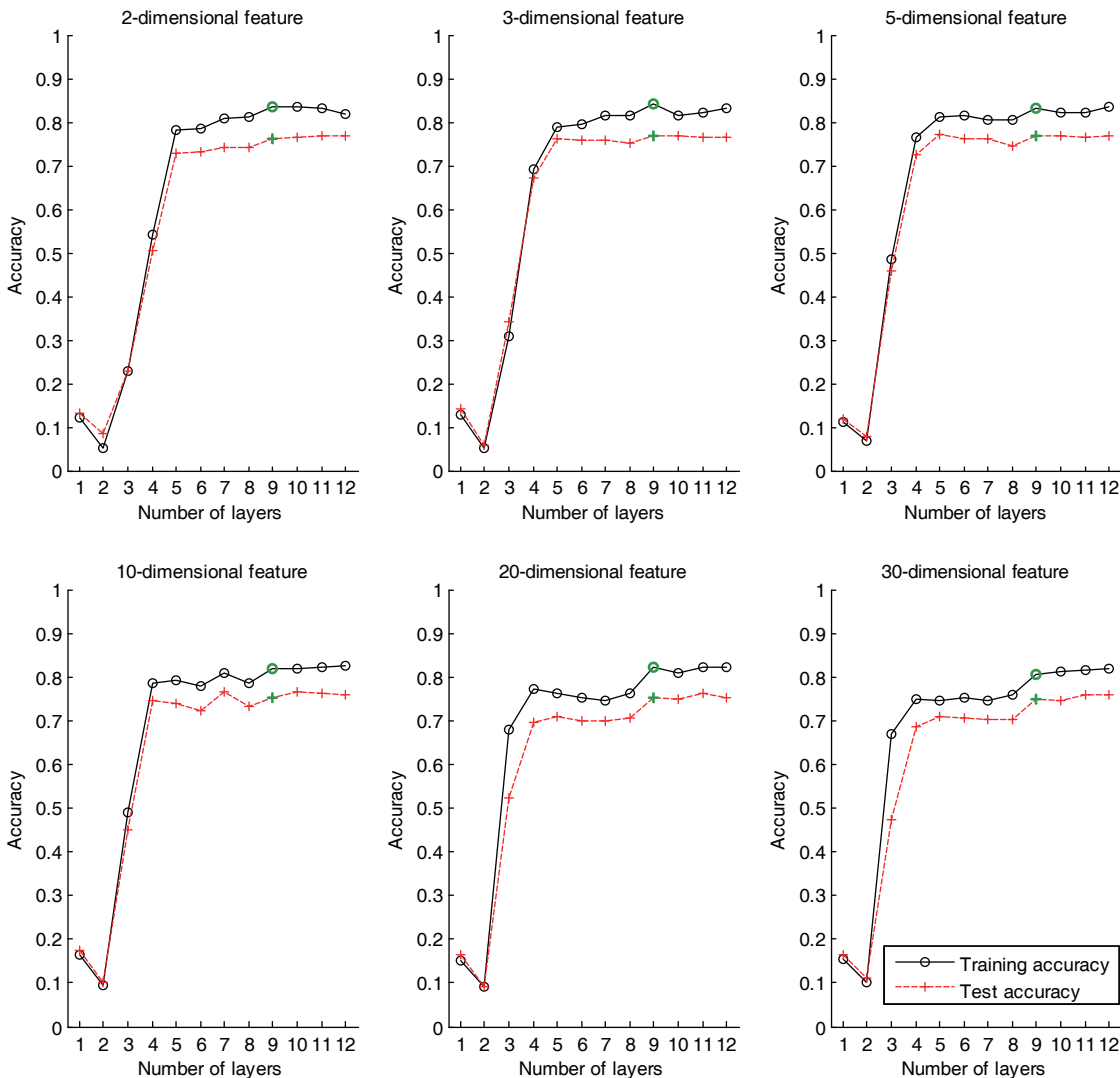 2-dimensional feature
1
0.9
0.8
0.7
0.6
0.5
0.4
0.3
0.2
0.1
0
Accuracy
1 2 3 4 5 6 7 8 9 10 11 12
Number of layers
3-dimensional feature
1
0.9
0.8
0.7
0.6
0.5
0.4
0.3
0.2
0.1
0
Accuracy
1 2 3 4 5 6 7 8 9 10 11 12
Number of layers
5-dimensional feature
1
0.9
0.8
0.7
0.6
0.5
0.4
0.3
0.2
0.1
0
Accuracy
1 2 3 4 5 6 7 8 9 10 11 12
Number of layers
10-dimensional feature
1
0.9
0.8
0.7
0.6
0.5
0.4
0.3
0.2
0.1
0
Accuracy
1 2 3 4 5 6 7 8 9 10 11 12
Number of layers
20-dimensional feature
1
0.9
0.8
0.7
0.6
0.5
0.4
0.3
0.2
0.1
0
Accuracy
1 2 3 4 5 6 7 8 9 10 11 12
Number of layers
30-dimensional feature
1
0.9
0.8
0.7
0.6
0.5
0.4
0.3
0.2
0.1
0
Accuracy
Training accuracy
Test accuracy
1 2 3 4 5 6 7 8 9 10 11 12
Number of layers